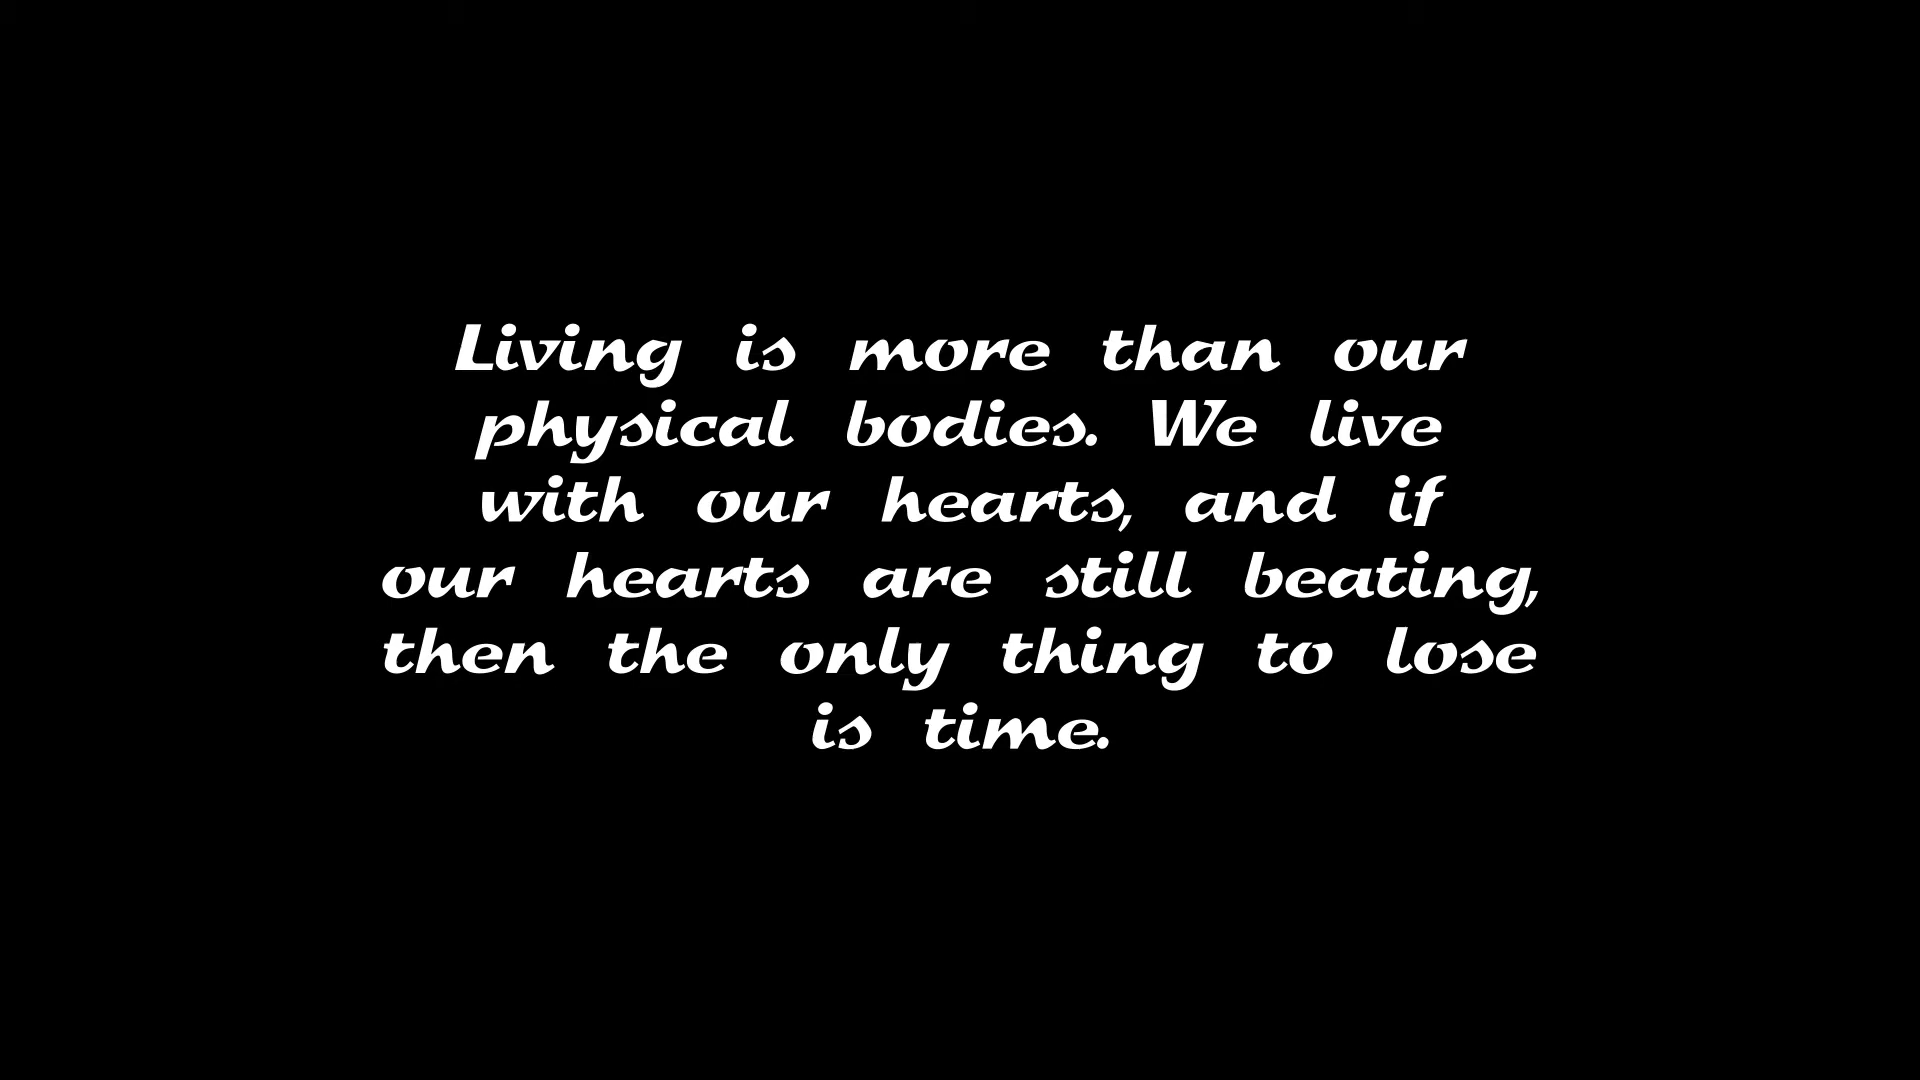 Living is more than our
physical bodies. We live
with our hearts, and if
our hearts are still beating,
then the only thing to lose
is time.